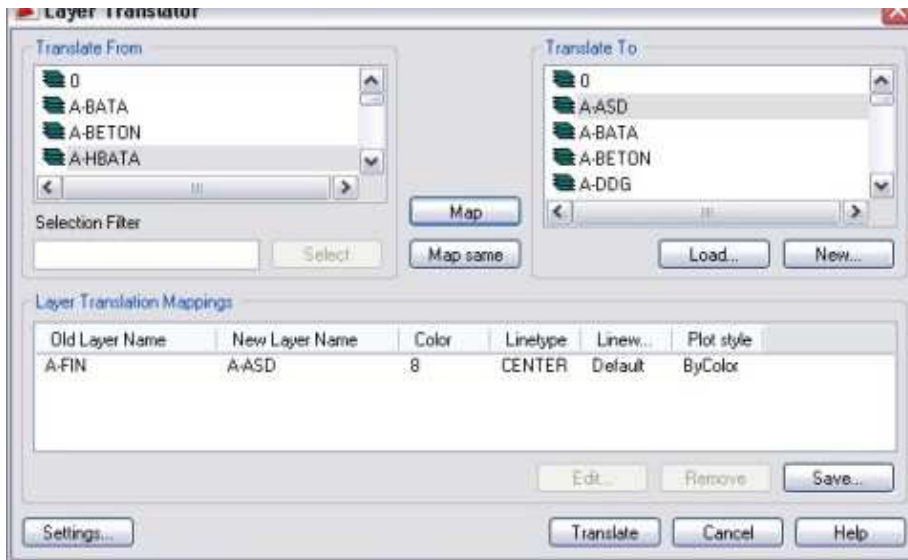 Layer Translator
Translate From
0
A-BATA
A-BETON
A-HBATA
Selection Filter
Select
Map
Map same
Translate To
0
A-ASD
A-BATA
A-BETON
A-DDG
Load...
New...
Layer Translation Mappings
Old Layer Name New Layer Name Color Linetype Linew... Plot style
A-FIN A-ASD 8 CENTER Default ByColor
Edit... Remove Save...
Settings... Translate Cancel Help